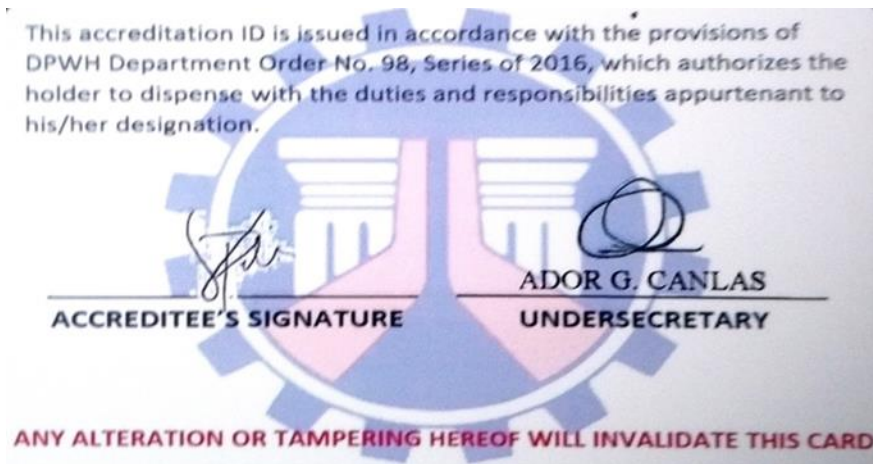 This accreditation ID is issued in accordance with the provisions of
DPWH Department Order No. 98, Series of 2016, which authorizes the
holder to dispense with the duties and responsibilities appurtenant to
his/her designation.
ADOR G. CANLAS
ACCREDITEE'S SIGNATURE UNDERSECRETARY
ANY ALTERATION OR TAMPERING HEREOF WILL INVALIDATE THIS CARD